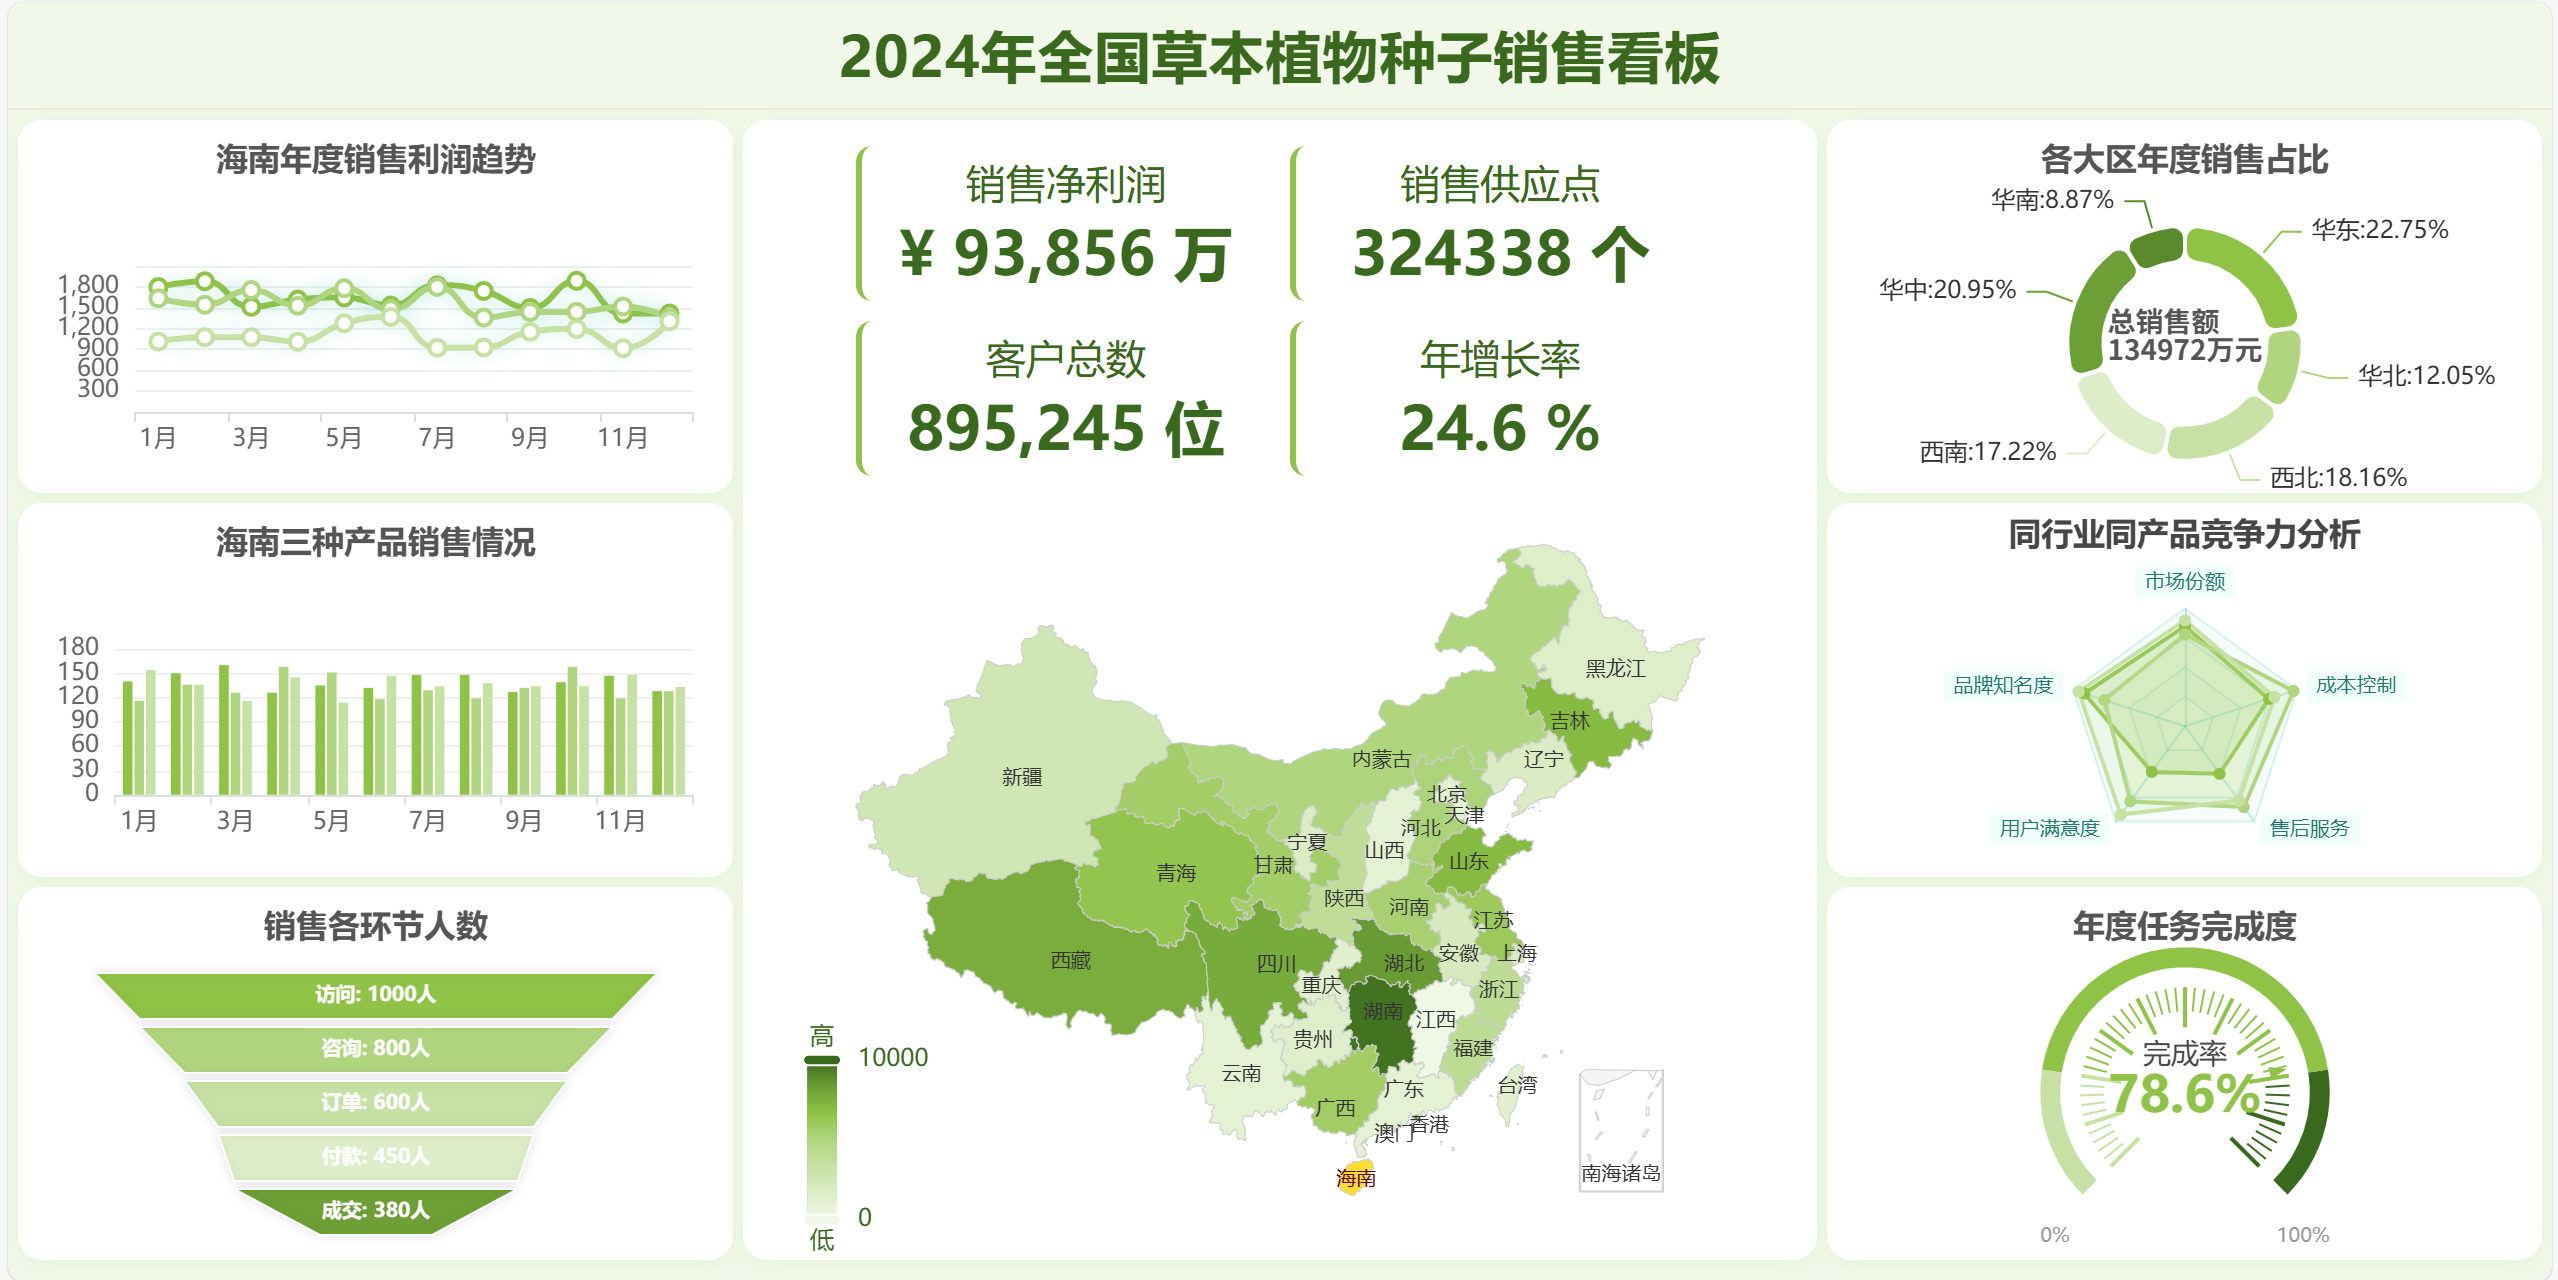 2024年全国草本植物种子销售看板
海南年度销售利润趋势
1,800
1,500
1,200
900
600
300
1月
3月
5月
7月
9月
11月
海南三种产品销售情况
180
150
120
90
60
30
0
1月
3月
5月
7月
9月
11月
销售各环节人数
访问: 1000人
咨询: 800人
订单: 600人
付款: 450人
成交: 380人
销售净利润
¥ 93,856 万
销售供应点
324338 个
客户总数
895,245 位
年增长率
24.6 %
黑龙江
吉林
辽宁
内蒙古
新疆
北京
天津
河北
宁夏
山西
山东
甘肃
青海
陕西
河南
江苏
安徽
上海
西藏
四川
湖北
重庆
浙江
湖南
江西
贵州
福建
云南
广东
台湾
广西
香港
澳门
海南
南海诸岛
高
10000
0
低
各大区年度销售占比
华南:8.87%
华东:22.75%
华中:20.95%
总销售额
134972万元
华北:12.05%
西南:17.22%
西北:18.16%
同行业同产品竞争力分析
市场份额
品牌知名度
成本控制
用户满意度
售后服务
年度任务完成度
完成率
78.6%
0%
100%